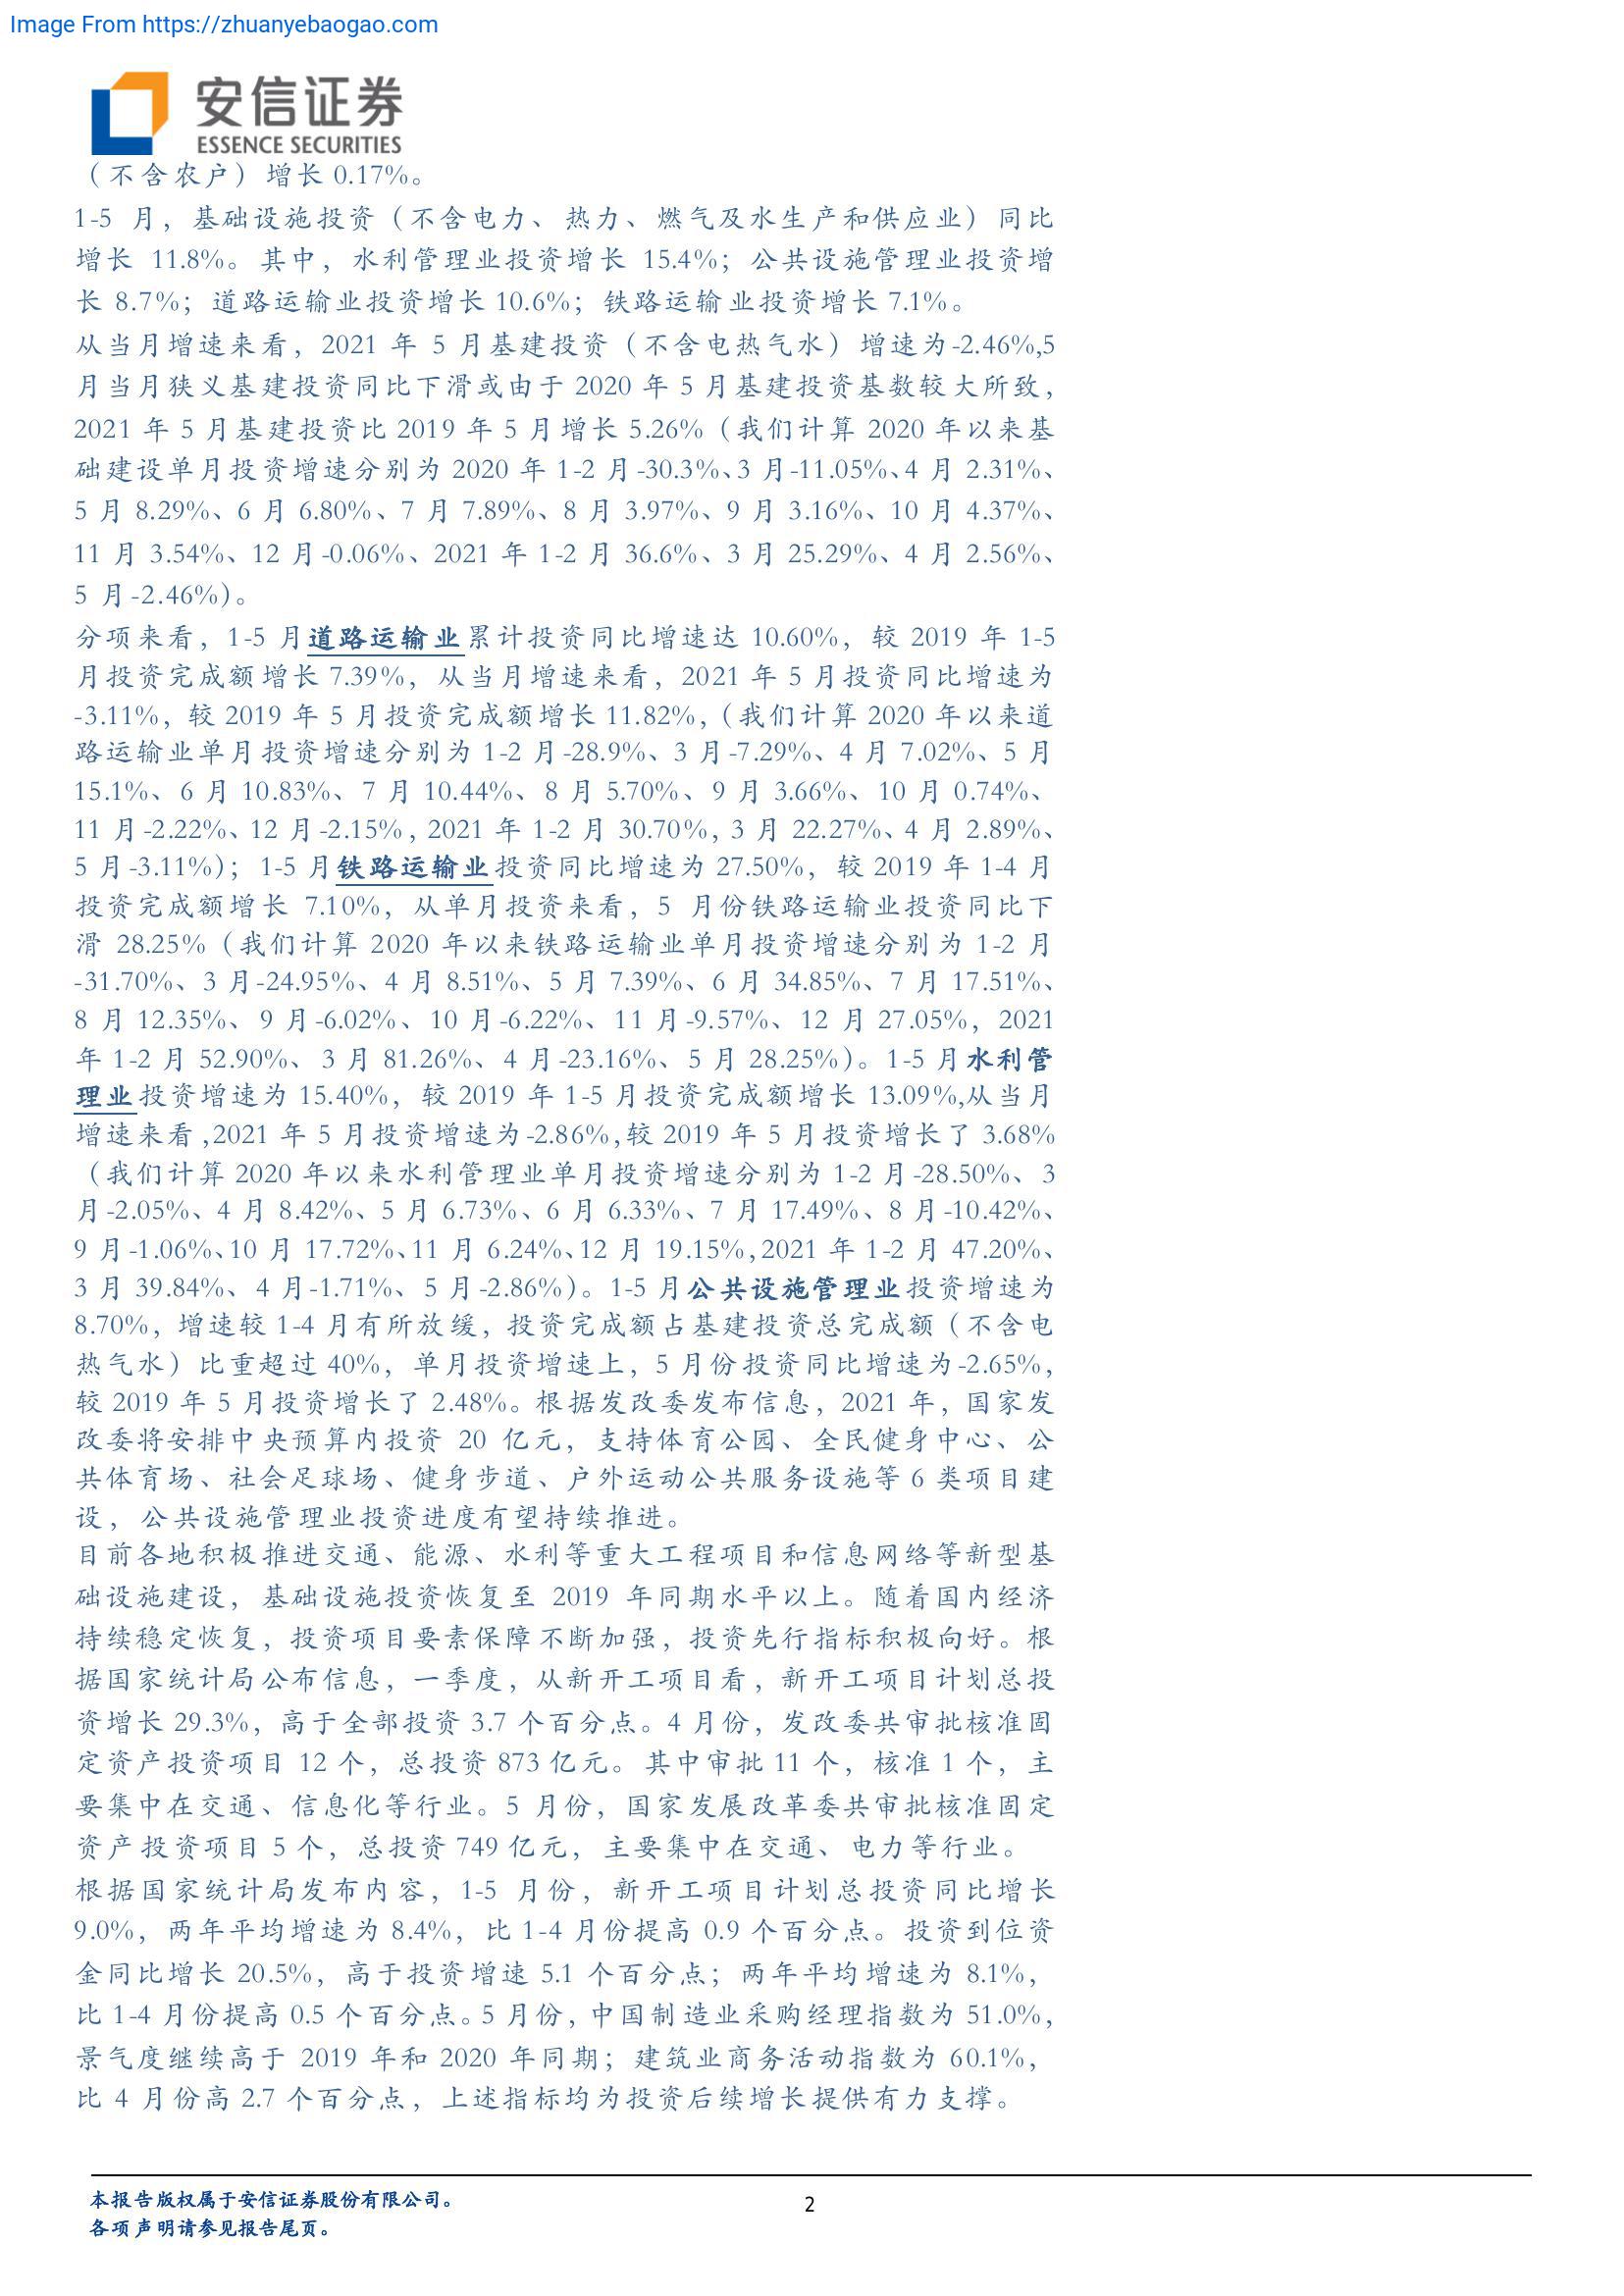 Image From https://zhuanyebaogao.com
安信证券
ESSENCE SECURITIES
（不含农户）增长 0.17%。
1-5 月，基础设施投资（不含电力、热力、燃气及水生产和供应业）同比
增长 11.8%。其中，水利管理业投资增长 15.4%；公共设施管理业投资增
长 8.7%；道路运输业投资增长 10.6%；铁路运输业投资增长 7.1%。
从当月增速来看，2021 年 5 月基建投资（不含电热气水）增速为-2.46%,5
月当月狭义基建投资同比下滑或由于 2020 年 5 月基建投资基数较大所致，
2021 年 5 月基建投资比 2019 年 5 月增长 5.26%（我们计算 2020 年以来基
础建设单月投资增速分别为 2020 年 1-2 月-30.3%、3 月-11.05%、4 月 2.31%、
5 月 8.29%、6 月 6.80%、7 月 7.89%、8 月 3.97%、9 月 3.16%、10 月 4.37%、
11 月 3.54%、12 月-0.06%、2021 年 1-2 月 36.6%、3 月 25.29%、4 月 2.56%、
5 月-2.46%）。
分项来看，1-5 月道路运输业累计投资同比增速达 10.60%，较 2019 年 1-5
月投资完成额增长 7.39%，从当月增速来看，2021 年 5 月投资同比增速为
-3.11%，较 2019 年 5 月投资完成额增长 11.82%,（我们计算 2020 年以来道
路运输业单月投资增速分别为 1-2 月-28.9%、3 月-7.29%、4 月 7.02%、5 月
15.1%、6 月 10.83%、7 月 10.44%、8 月 5.70%、9 月 3.66%、10 月 0.74%、
11 月-2.22%、12 月-2.15%，2021 年 1-2 月 30.70%，3 月 22.27%、4 月 2.89%、
5 月-3.11%）；1-5 月铁路运输业投资同比增速为 27.50%，较 2019 年 1-4 月
投资完成额增长 7.10%，从单月投资来看，5 月份铁路运输业投资同比下
滑 28.25%（我们计算 2020 年以来铁路运输业单月投资增速分别为 1-2 月
-31.70%、3 月-24.95%、4 月 8.51%、5 月 7.39%、6 月 34.85%、7 月 17.51%、
8 月 12.35%、9 月-6.02%、10 月-6.22%、11 月-9.57%、12 月 27.05%，2021
年 1-2 月 52.90%、3 月 81.26%、4 月-23.16%、5 月 28.25%）。1-5 月水利管
理业投资增速为 15.40%，较 2019 年 1-5 月投资完成额增长 13.09%,从当月
增速来看,2021 年 5 月投资增速为-2.86%,较 2019 年 5 月投资增长了 3.68%
（我们计算 2020 年以来水利管理业单月投资增速分别为 1-2 月-28.50%、3
月-2.05%、4 月 8.42%、5 月 6.73%、6 月 6.33%、7 月 17.49%、8 月-10.42%、
9 月-1.06%、10 月 17.72%、11 月 6.24%、12 月 19.15%,2021 年 1-2 月 47.20%、
3 月 39.84%、4 月-1.71%、5 月-2.86%）。1-5 月公共设施管理业投资增速为
8.70%，增速较 1-4 月有所放缓，投资完成额占基建投资总完成额（不含电
热气水）比重超过 40%，单月投资增速上，5 月份投资同比增速为-2.65%，
较 2019 年 5 月投资增长了 2.48%。根据发改委发布信息，2021 年，国家发
改委将安排中央预算内投资 20 亿元，支持体育公园、全民健身中心、公
共体育场、社会足球场、健身步道、户外运动公共服务设施等 6 类项目建
设，公共设施管理业投资进度有望持续推进。
目前各地积极推进交通、能源、水利等重大工程项目和信息网络等新型基
础设施建设，基础设施投资恢复至 2019 年同期水平以上。随着国内经济
持续稳定恢复，投资项目要素保障不断加强，投资先行指标积极向好。根
据国家统计局公布信息，一季度，从新开工项目看，新开工项目计划总投
资增长 29.3%，高于全部投资 3.7 个百分点。4 月份，发改委共审批核准固
定资产投资项目 12 个，总投资 873 亿元。其中审批 11 个，核准 1 个，主
要集中在交通、信息化等行业。5 月份，国家发展改革委共审批核准固定
资产投资项目 5 个，总投资 749 亿元，主要集中在交通、电力等行业。
根据国家统计局发布内容，1-5 月份，新开工项目计划总投资同比增长
9.0%，两年平均增速为 8.4%，比 1-4 月份提高 0.9 个百分点。投资到位资
金同比增长 20.5%，高于投资增速 5.1 个百分点；两年平均增速为 8.1%，
比 1-4 月份提高 0.5 个百分点。5 月份，中国制造业采购经理指数为 51.0%，
景气度继续高于 2019 年和 2020 年同期；建筑业商务活动指数为 60.1%，
比 4 月份高 2.7 个百分点，上述指标均为投资后续增长提供有力支撑。
本报告版权属于安信证券股份有限公司。
各项声明请参见报告尾页。
2